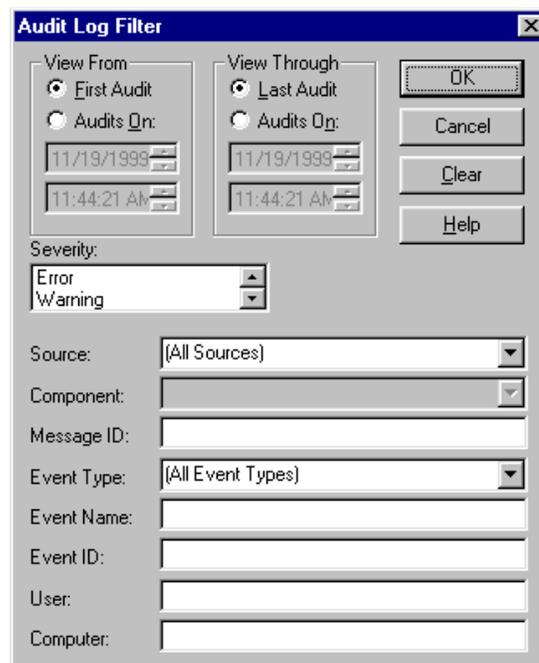 Audit Log Filter
View From
First Audit
Audits On:
11/19/1999
11:44:21 AM
View Through
Last Audit
Audits On:
11/19/1999
11:44:21 AM
OK
Cancel
Clear
Help
Severity:
Error
Warning
Source: (All Sources)
Component:
Message ID:
Event Type: (All Event Types)
Event Name:
Event ID:
User:
Computer: